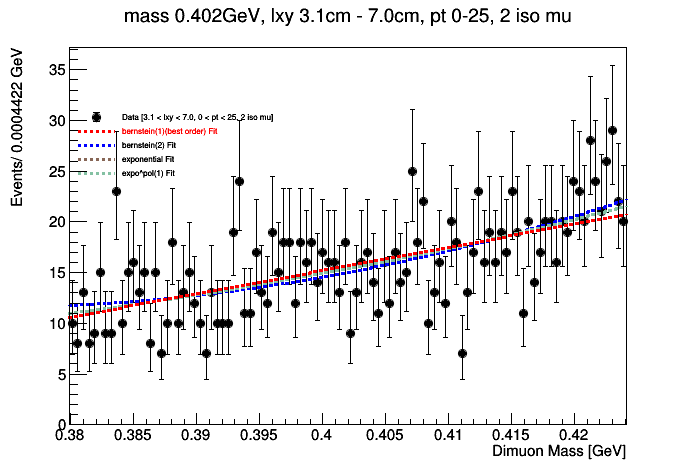 mass 0.402GeV, lxy 3.1cm - 7.0cm, pt 0-25, 2 iso mu
Events/ 0.0004422 GeV
35
30
25
20
15
10
5
0
Data [3.1 < lxy < 7.0, 0 < pt < 25, 2 iso mu]
bernstein(1)(best order) Fit
bernstein(2) Fit
exponential Fit
expo*pol(1) Fit
0.38 0.385 0.39 0.395 0.4 0.405 0.41 0.415 0.42
Dimuon Mass [GeV]